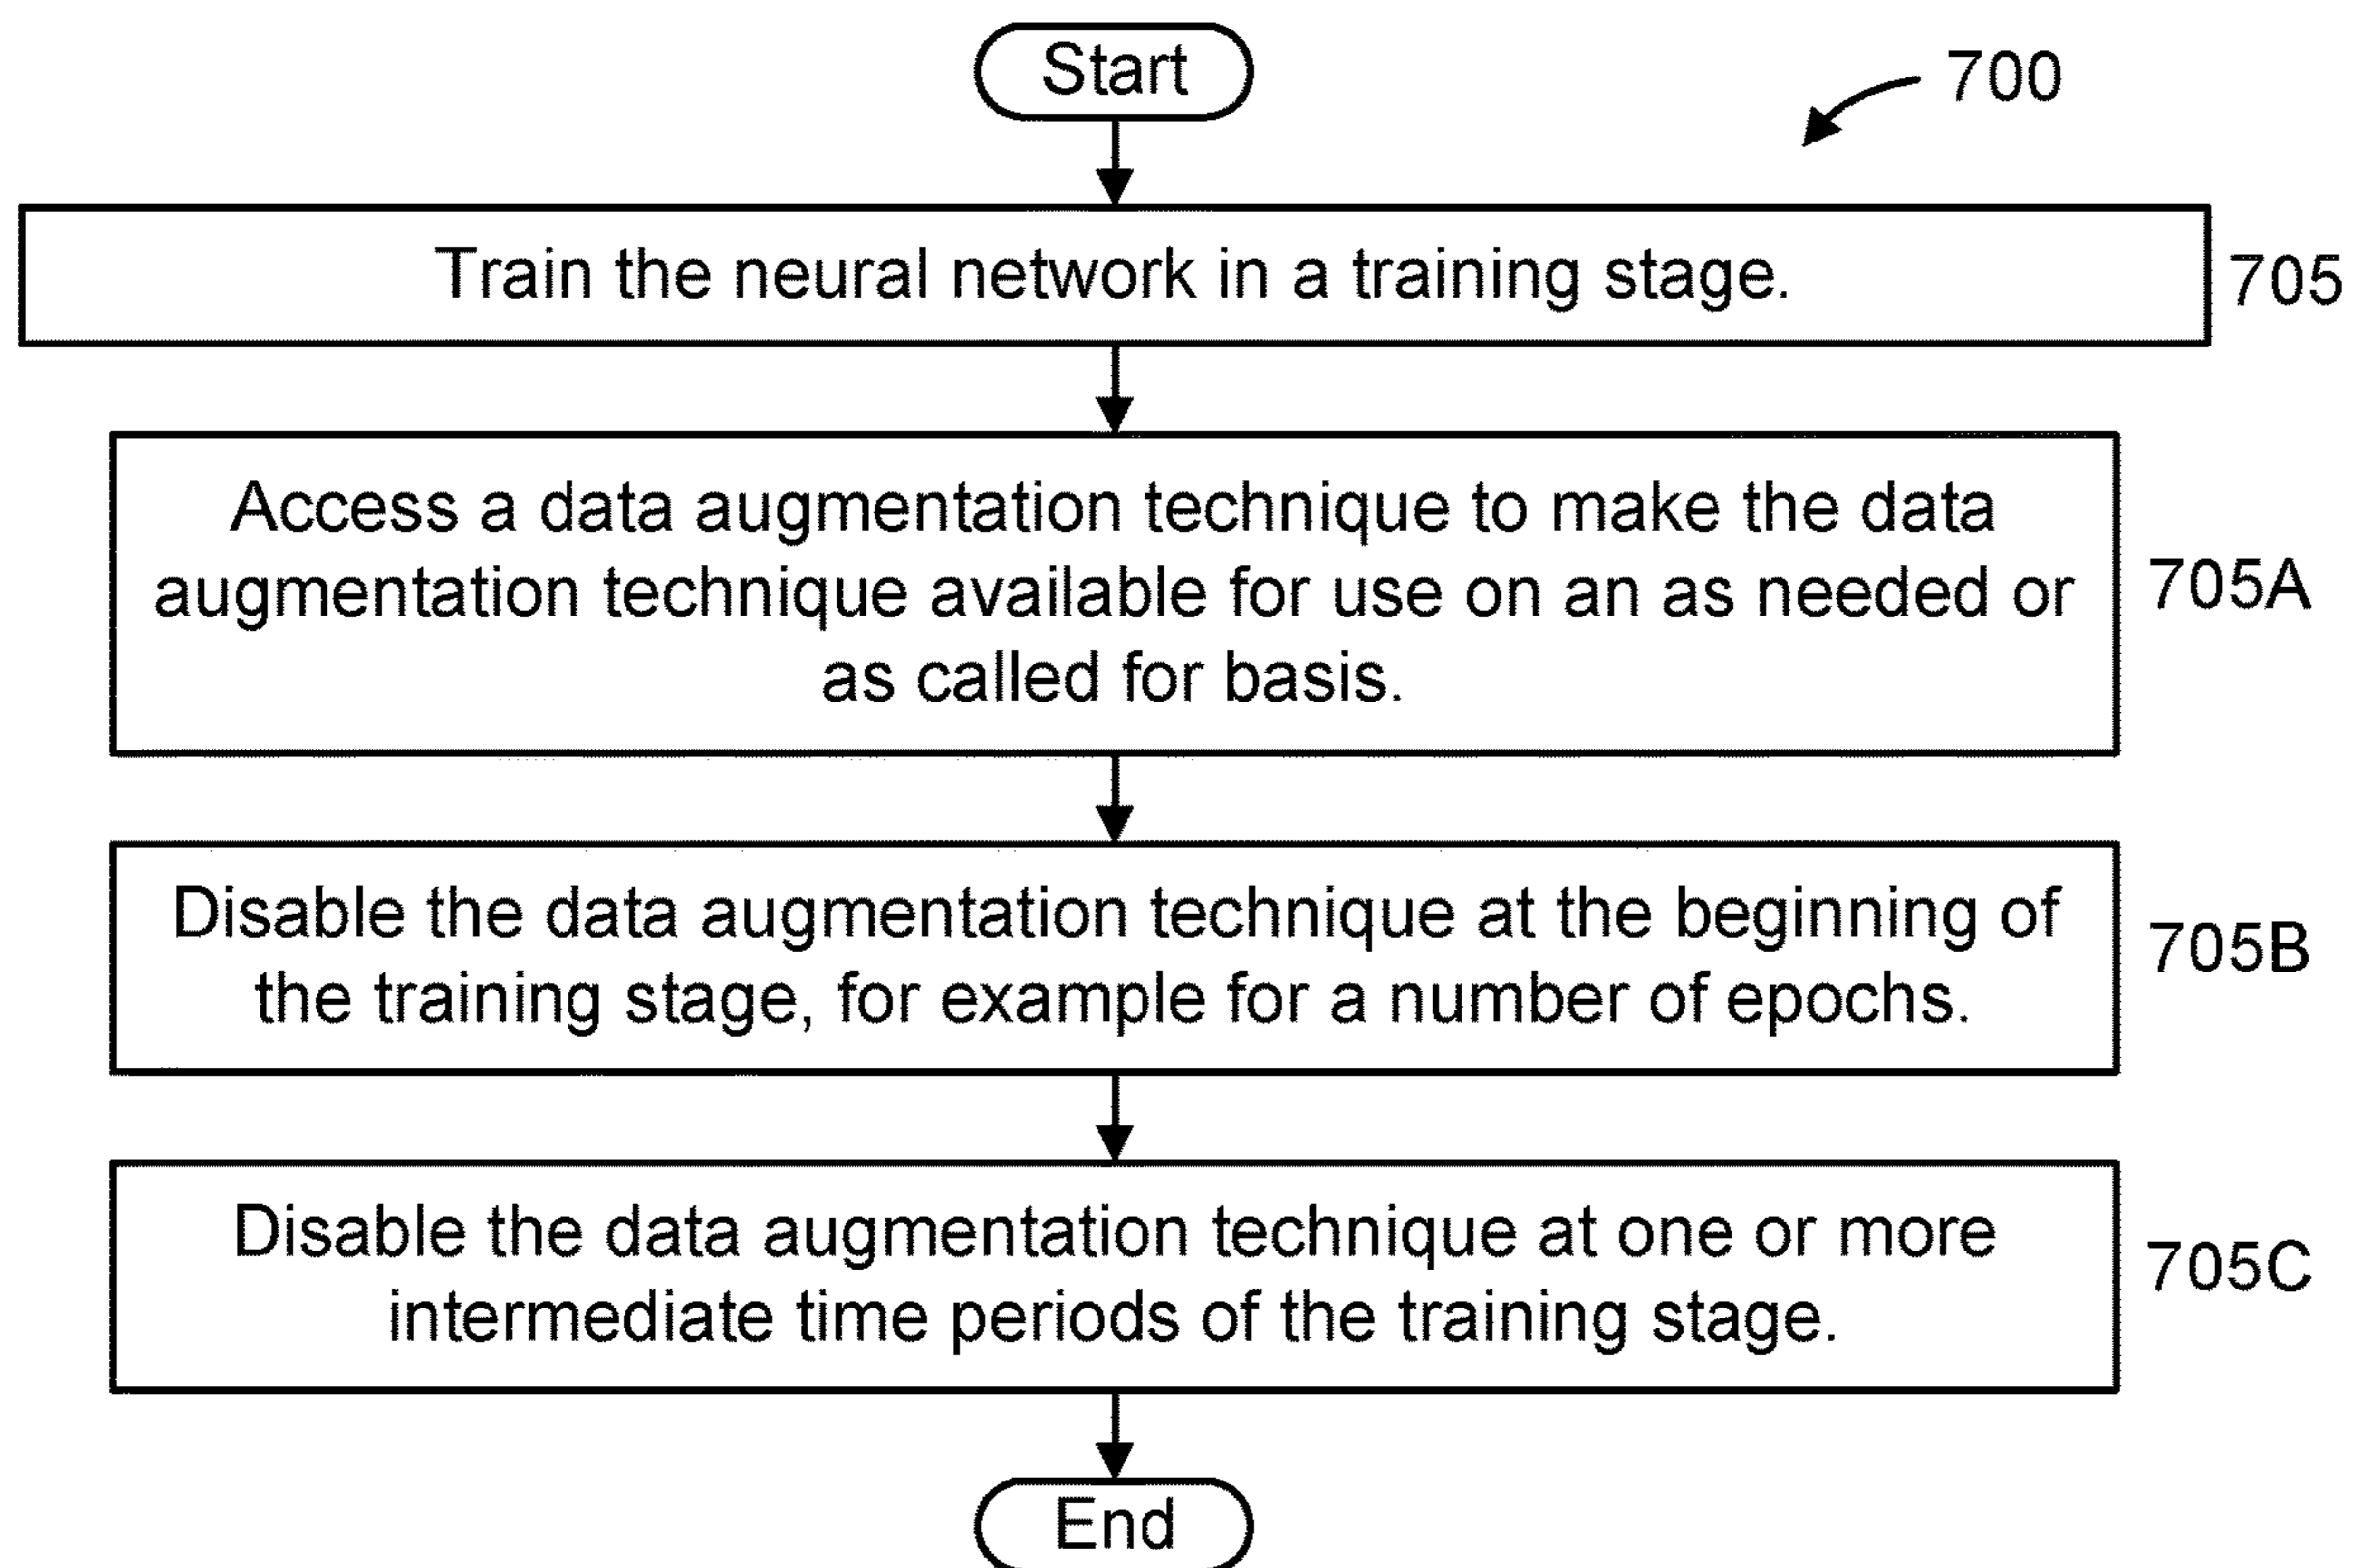 Start
700
Train the neural network in a training stage.
705
Access a data augmentation technique to make the data
augmentation technique available for use on an as needed or
as called for basis.
705A
Disable the data augmentation technique at the beginning of
the training stage, for example for a number of epochs.
705B
Disable the data augmentation technique at one or more
intermediate time periods of the training stage.
705C
End